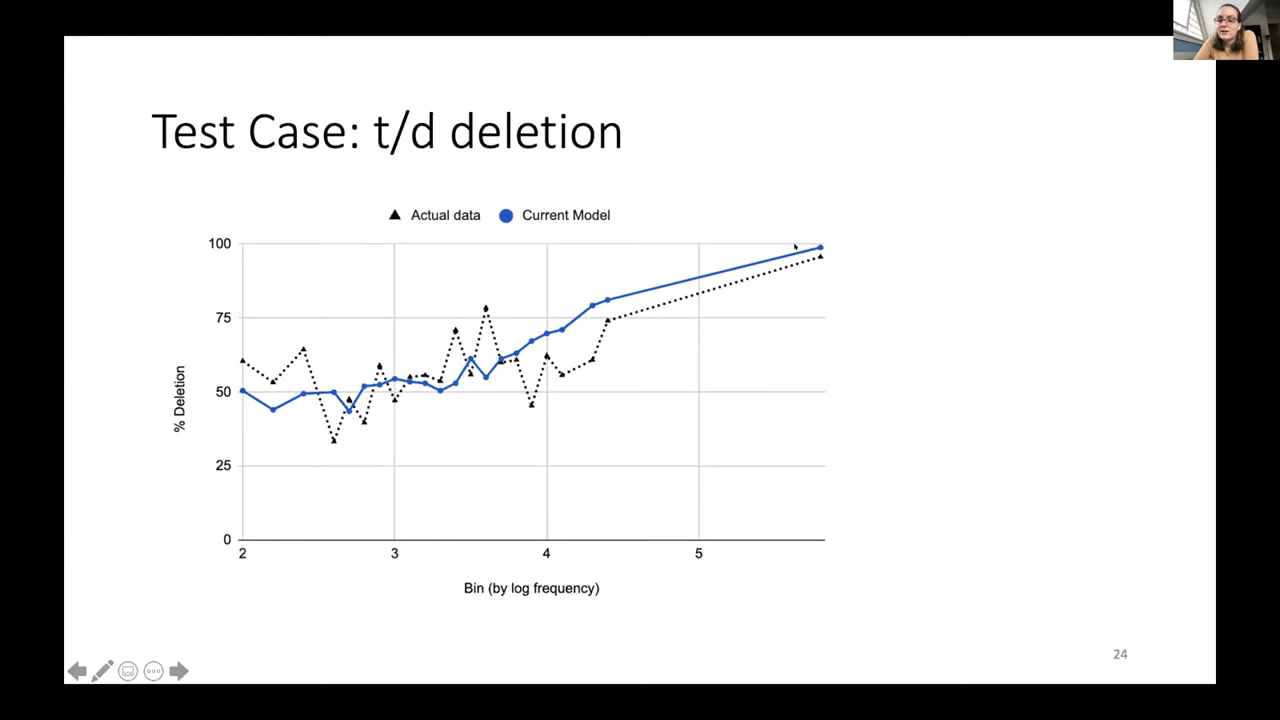 Test Case: t/d deletion
Actual data
Current Model
100
75
50
25
0
% Deletion
2
3
4
5
Bin (by log frequency)
24